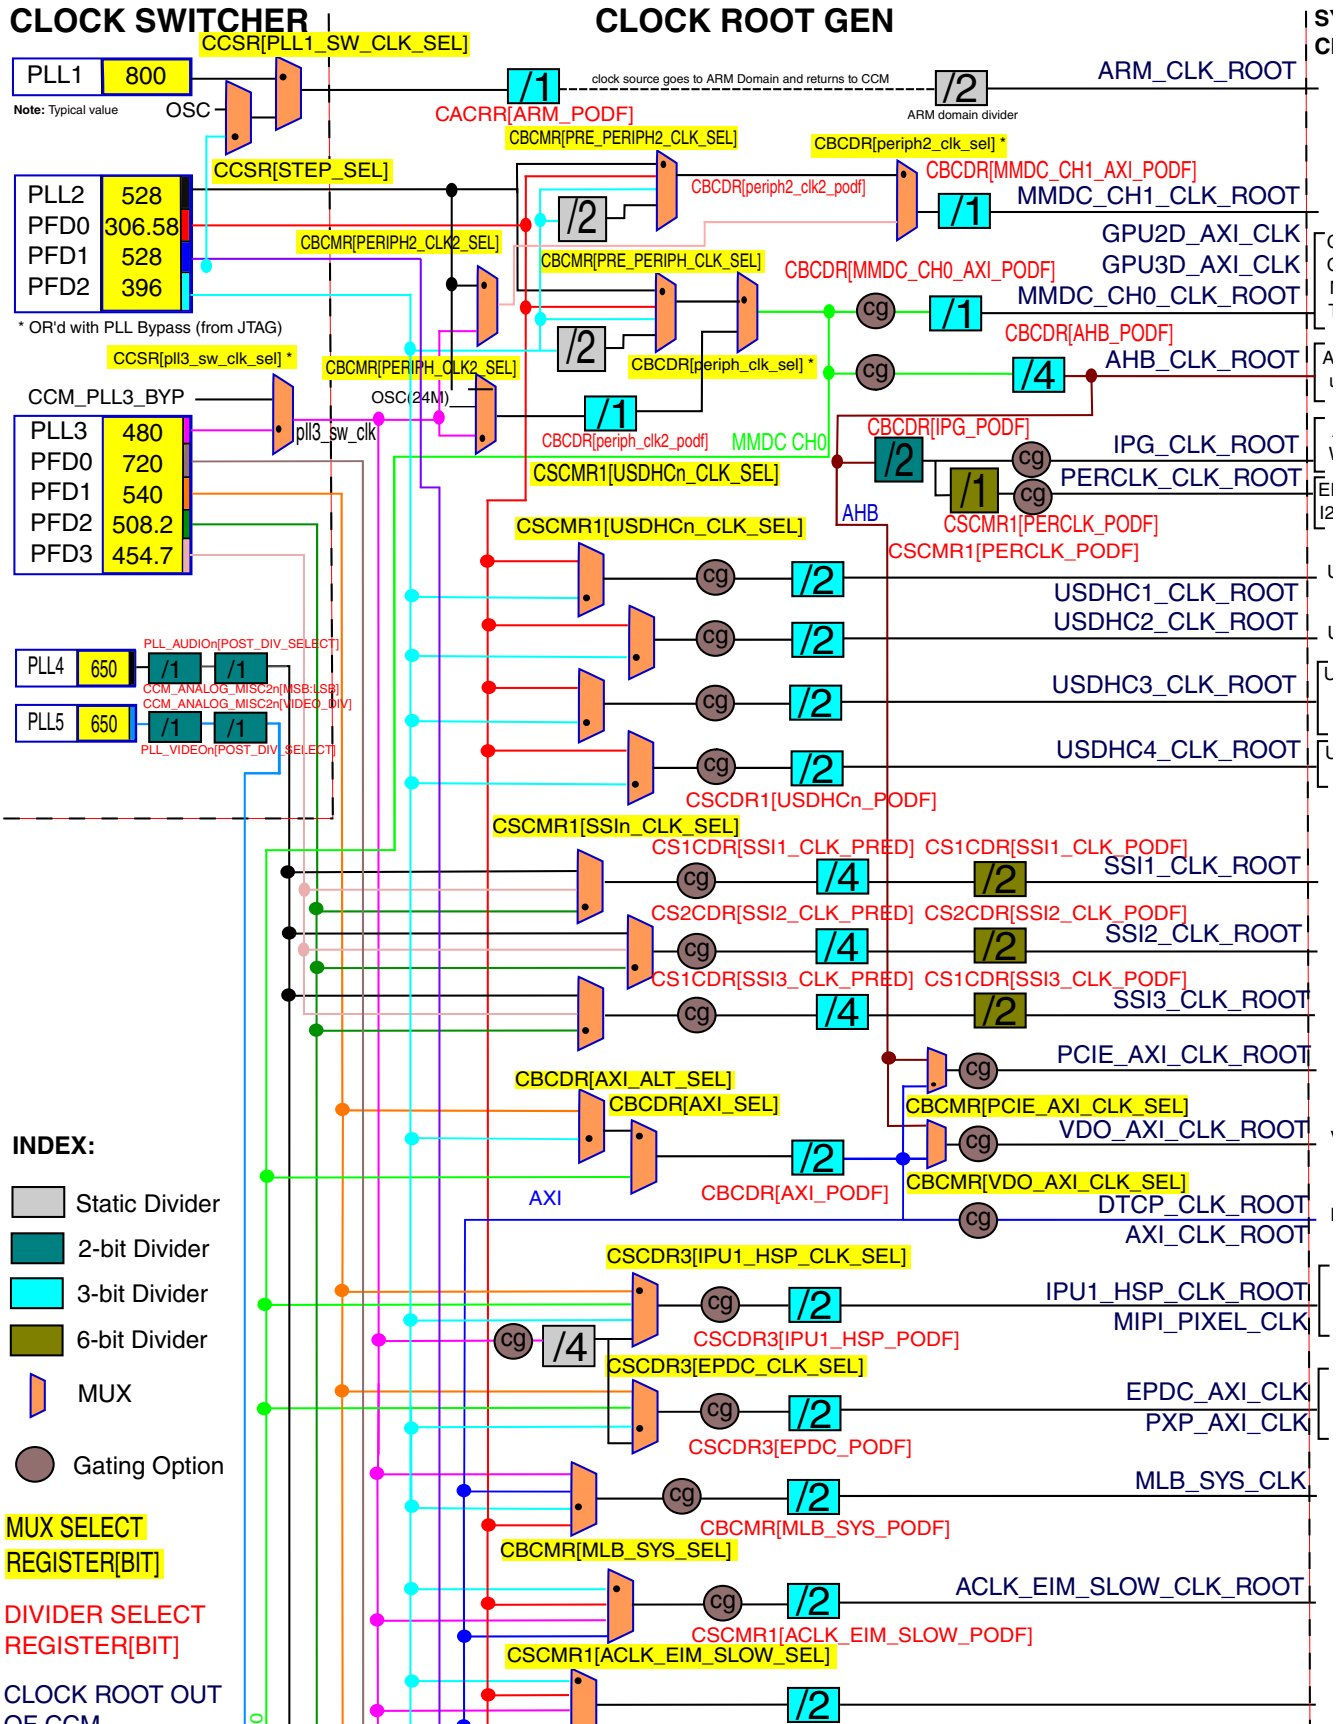 CLOCK SWITCHER
CLOCK ROOT GEN
CCSR[PLL1_SW_CLK_SEL]
PLL1 800
Note: Typical value
OSC
/1
clock source goes to ARM Domain and returns to CCM
/2
ARM_CLK_ROOT
CACRR[ARM_PODF]
ARM domain divider
CBCMR[PRE_PERIPH2_CLK_SEL]
CBCDR[periph2_clk_sel] *
CCSR[STEP_SEL]
CBCDR[periph2_clk2_podf]
CBCDR[MMDC_CH1_AXI_PODF]
PLL2 528
PFD0 306.58
PFD1 528
PFD2 396
/2
/1
MMDC_CH1_CLK_ROOT
CBCMR[PERIPH2_CLK2_SEL]
GPU2D_AXI_CLK
CBCMR[PRE_PERIPH_CLK_SEL]
CBCDR[MMDC_CH0_AXI_PODF]
GPU3D_AXI_CLK
cg
/1
MMDC_CH0_CLK_ROOT
* OR'd with PLL Bypass (from JTAG)
/2
CBCDR[AHB_PODF]
CCSR[pll3_sw_clk_sel] *
CBCMR[PERIPH_CLK2_SEL]
CBCDR[periph_clk_sel] *
cg
/4
AHB_CLK_ROOT
CCM_PLL3_BYP
OSC(24M)
/1
PLL3 480
PFD0 720
PFD1 540
PFD2 508.2
PFD3 454.7
pll3_sw_clk
CBCDR[periph_clk2_podf]
MMDC CH0
CBCDR[IPG_PODF]
/2
cg
IPG_CLK_ROOT
CSCMR1[USDHCn_CLK_SEL]
/1
cg
PERCLK_CLK_ROOT
AHB
CSCMR1[PERCLK_PODF]
CSCMR1[USDHCn_CLK_SEL]
CSCMR1[PERCLK_PODF]
cg
/2
USDHC1_CLK_ROOT
cg
/2
USDHC2_CLK_ROOT
PLL_AUDIOn[POST_DIV_SELECT]
PLL4 650 /1 /1
CCM_ANALOG_MISC2n[MSB:LSB]
CCM_ANALOG_MISC2n[VIDEO_DIV]
PLL5 650 /1 /1
PLL_VIDEOn[POST_DIV_SELECT]
cg
/2
USDHC3_CLK_ROOT
cg
/2
USDHC4_CLK_ROOT
CSCDR1[USDHCn_PODF]
CSCMR1[SSIn_CLK_SEL]
CS1CDR[SSI1_CLK_PRED]
CS1CDR[SSI1_CLK_PODF]
cg
/4
/2
SSI1_CLK_ROOT
CS2CDR[SSI2_CLK_PRED]
CS2CDR[SSI2_CLK_PODF]
cg
/4
/2
SSI2_CLK_ROOT
CS1CDR[SSI3_CLK_PRED]
CS1CDR[SSI3_CLK_PODF]
cg
/4
/2
SSI3_CLK_ROOT
cg
PCIE_AXI_CLK_ROOT
CBCDR[AXI_ALT_SEL]
CBCDR[AXI_SEL]
CBCMR[PCIE_AXI_CLK_SEL]
cg
VDO_AXI_CLK_ROOT
/2
CBCDR[AXI_PODF]
CBCMR[VDO_AXI_CLK_SEL]
AXI
cg
DTCP_CLK_ROOT
AXI_CLK_ROOT
INDEX:
Static Divider
2-bit Divider
3-bit Divider
6-bit Divider
MUX
Gating Option
MUX SELECT
REGISTER[BIT]
DIVIDER SELECT
REGISTER[BIT]
CLOCK ROOT OUT
OF CCM
CSCDR3[IPU1_HSP_CLK_SEL]
cg
/2
IPU1_HSP_CLK_ROOT
MIPI_PIXEL_CLK
cg
/4
CSCDR3[IPU1_HSP_PODF]
CSCDR3[EPDC_CLK_SEL]
cg
/2
EPDC_AXI_CLK
PXP_AXI_CLK
CSCDR3[EPDC_PODF]
cg
/2
MLB_SYS_CLK
CBCMR[MLB_SYS_PODF]
CBCMR[MLB_SYS_SEL]
cg
/2
ACLK_EIM_SLOW_CLK_ROOT
CSCMR1[ACLK_EIM_SLOW_PODF]
CSCMR1[ACLK_EIM_SLOW_SEL]
/2